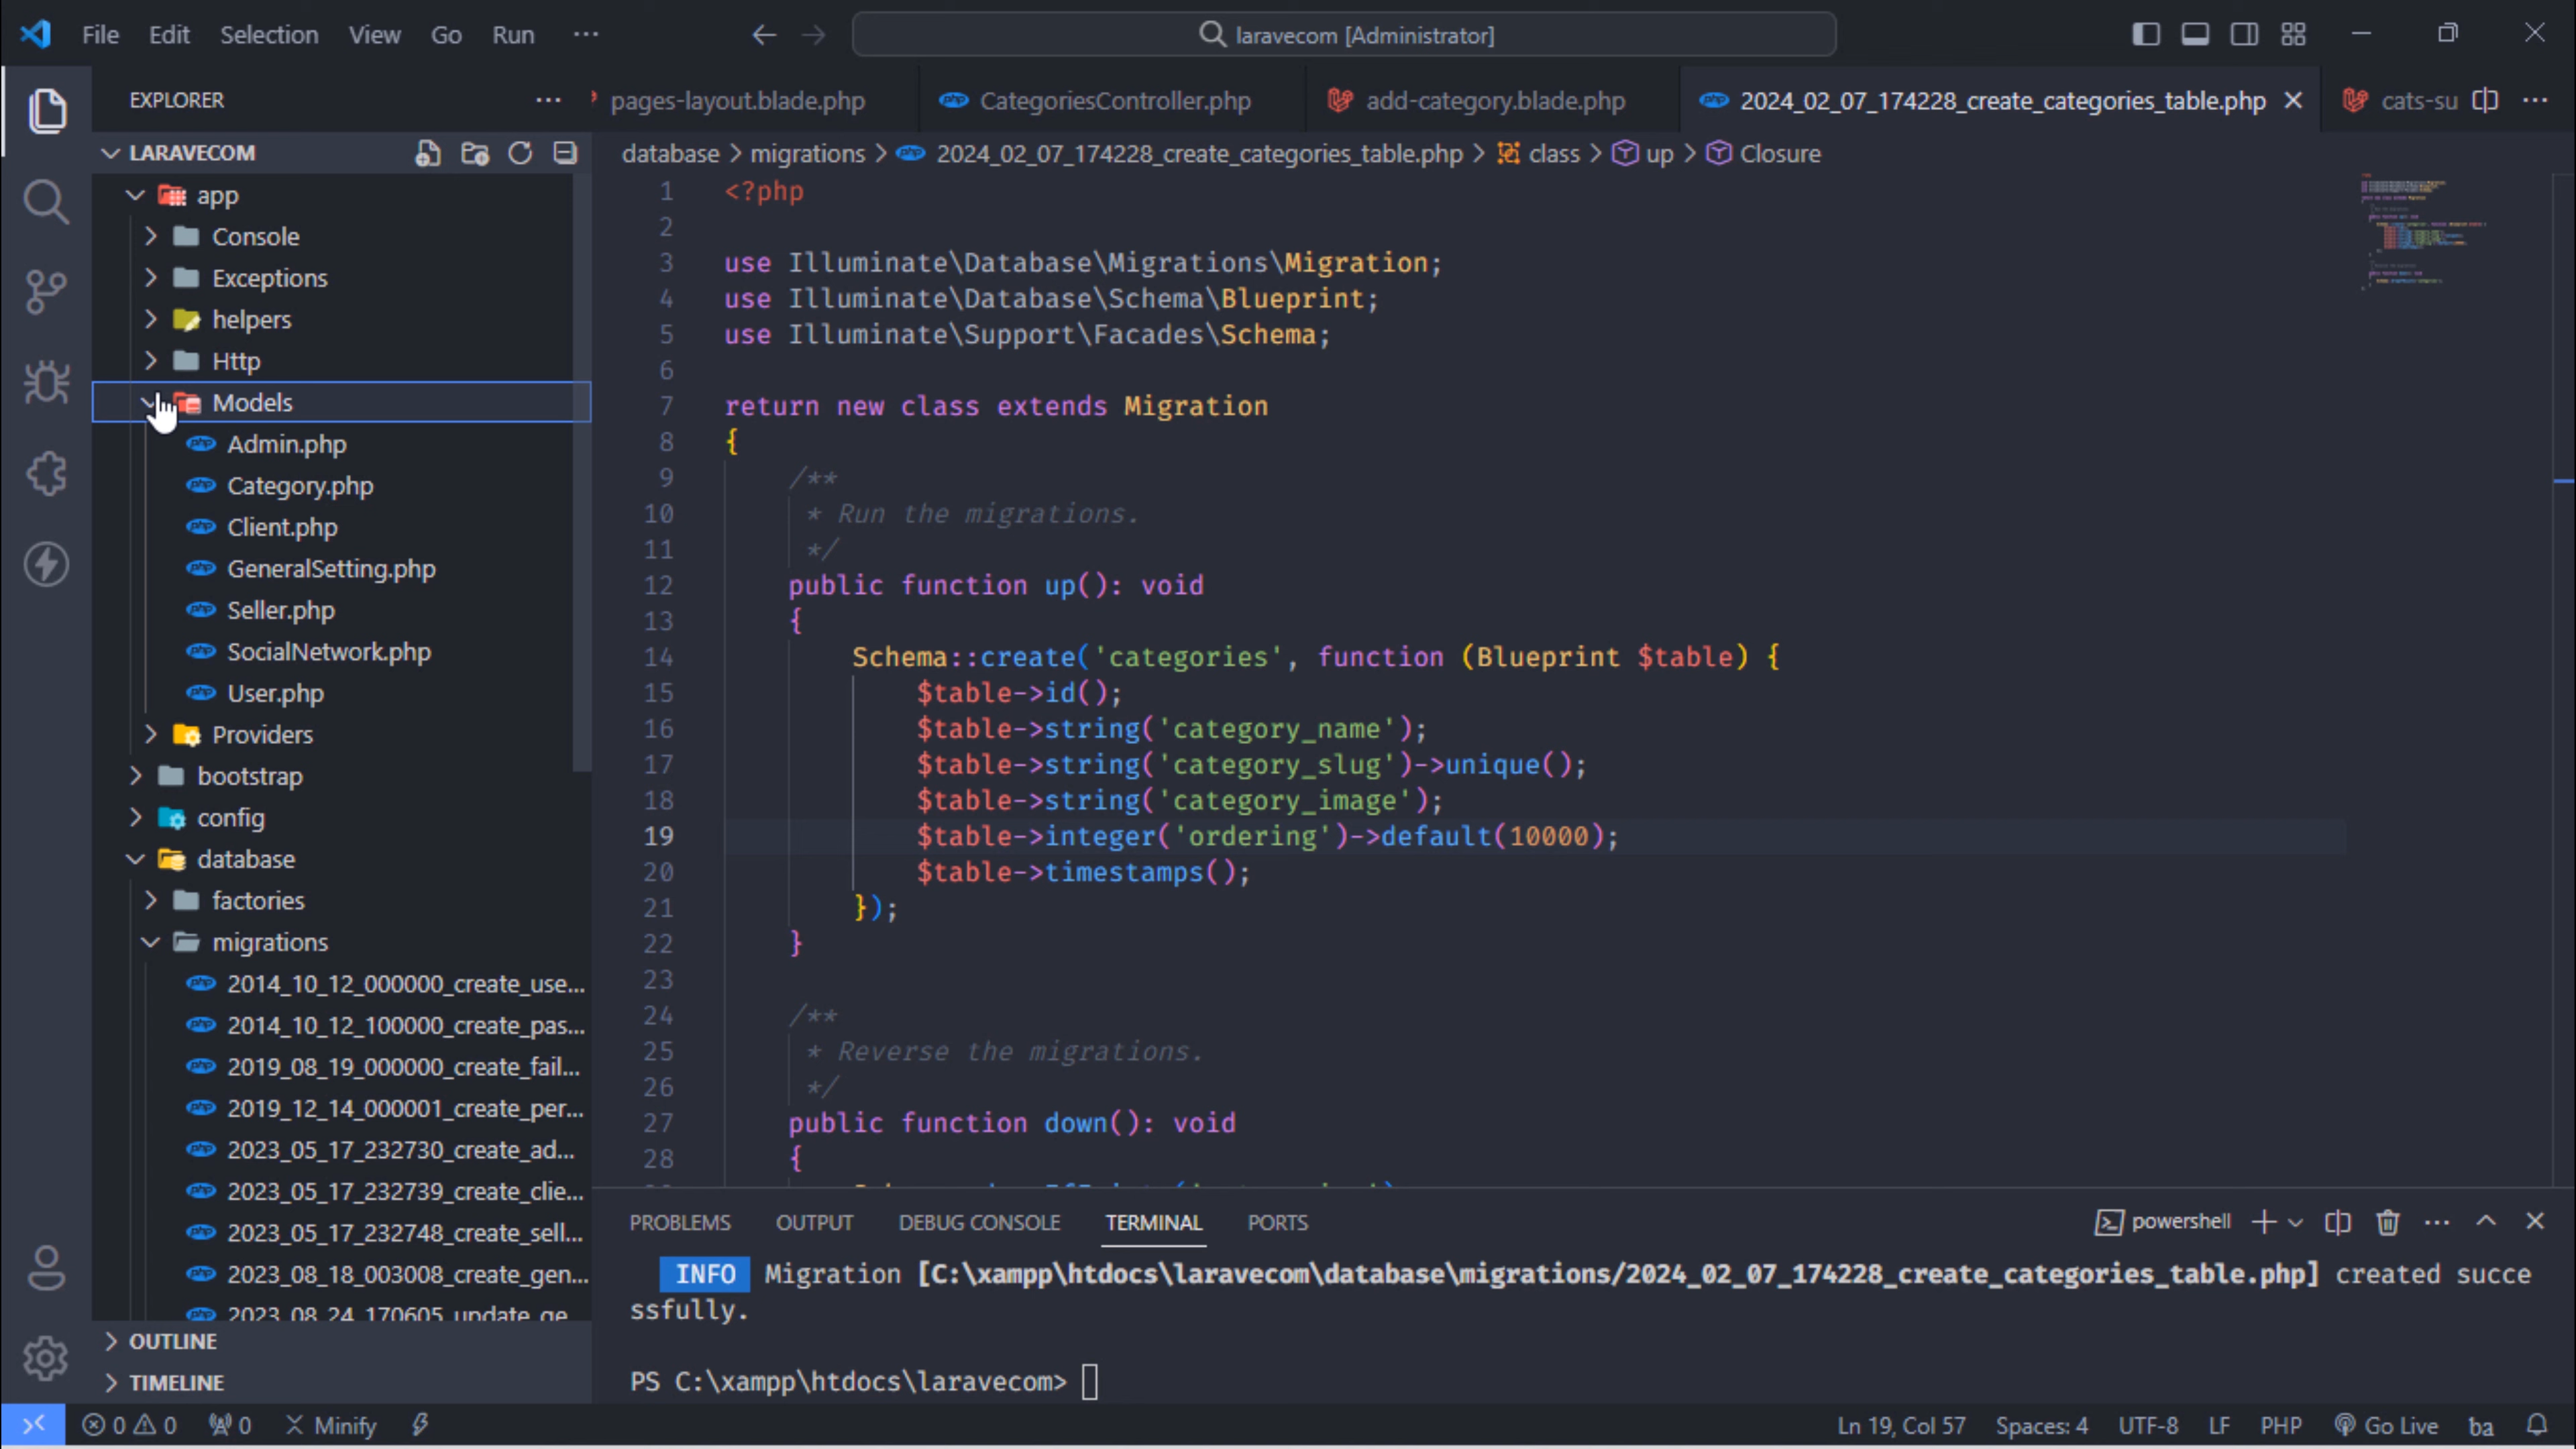 File Edit Selection View Go Run ···
laravecom [Administrator]
EXPLORER ···
pages-layout.blade.php CategoriesController.php add-category.blade.php 2024_02_07_174228_create_categories_table.php cats-su ···
LARAVECOM
database > migrations > 2024_02_07_174228_create_categories_table.php > class > up > Closure
app
Console
Exceptions
helpers
Http
Models
Admin.php
Category.php
Client.php
GeneralSetting.php
Seller.php
SocialNetwork.php
User.php
Providers
bootstrap
config
database
factories
migrations
2014_10_12_000000_create_use...
2014_10_12_100000_create_pas...
2019_08_19_000000_create_fail...
2019_12_14_000001_create_per...
2023_05_17_232730_create_ad...
2023_05_17_232739_create_clie...
2023_05_17_232748_create_sell...
2023_08_18_003008_create_gen...
2023_08_24_170605_update_ge...
OUTLINE
TIMELINE
1 <?php
2
3 use Illuminate\Database\Migrations\Migration;
4 use Illuminate\Database\Schema\Blueprint;
5 use Illuminate\Support\Facades\Schema;
6
7 return new class extends Migration
8 {
9 /**
10 * Run the migrations.
11 */
12 public function up(): void
13 {
14 Schema::create('categories', function (Blueprint $table) {
15 $table->id();
16 $table->string('category_name');
17 $table->string('category_slug')->unique();
18 $table->string('category_image');
19 $table->integer('ordering')->default(10000);
20 $table->timestamps();
21 });
22 }
23
24 /**
25 * Reverse the migrations.
26 */
27 public function down(): void
28 {
PROBLEMS OUTPUT DEBUG CONSOLE TERMINAL PORTS powershell
INFO Migration [C:\xampp\htdocs\laravecom\database\migrations/2024_02_07_174228_create_categories_table.php] created succe
ssfully.
PS C:\xampp\htdocs\laravecom>
0 0 0 Minify Ln 19, Col 57 Spaces: 4 UTF-8 LF PHP Go Live ba